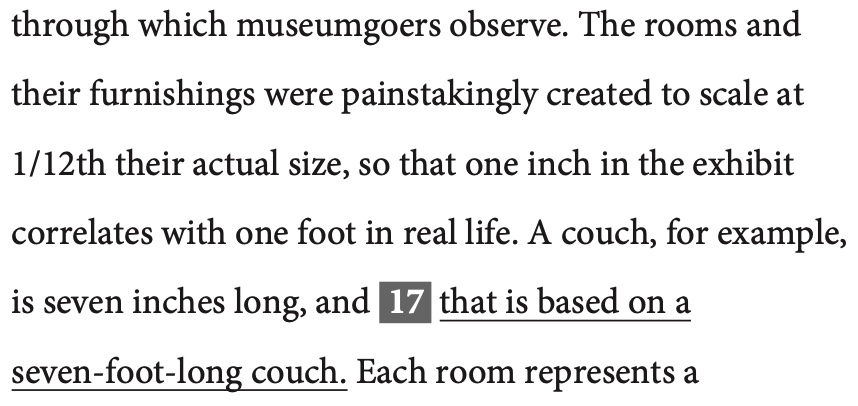 through which museumgoers observe. The rooms and
their furnishings were painstakingly created to scale at
1/12th their actual size, so that one inch in the exhibit
correlates with one foot in real life. A couch, for example,
is seven inches long, and 17 that is based on a
seven-foot-long couch. Each room represents a